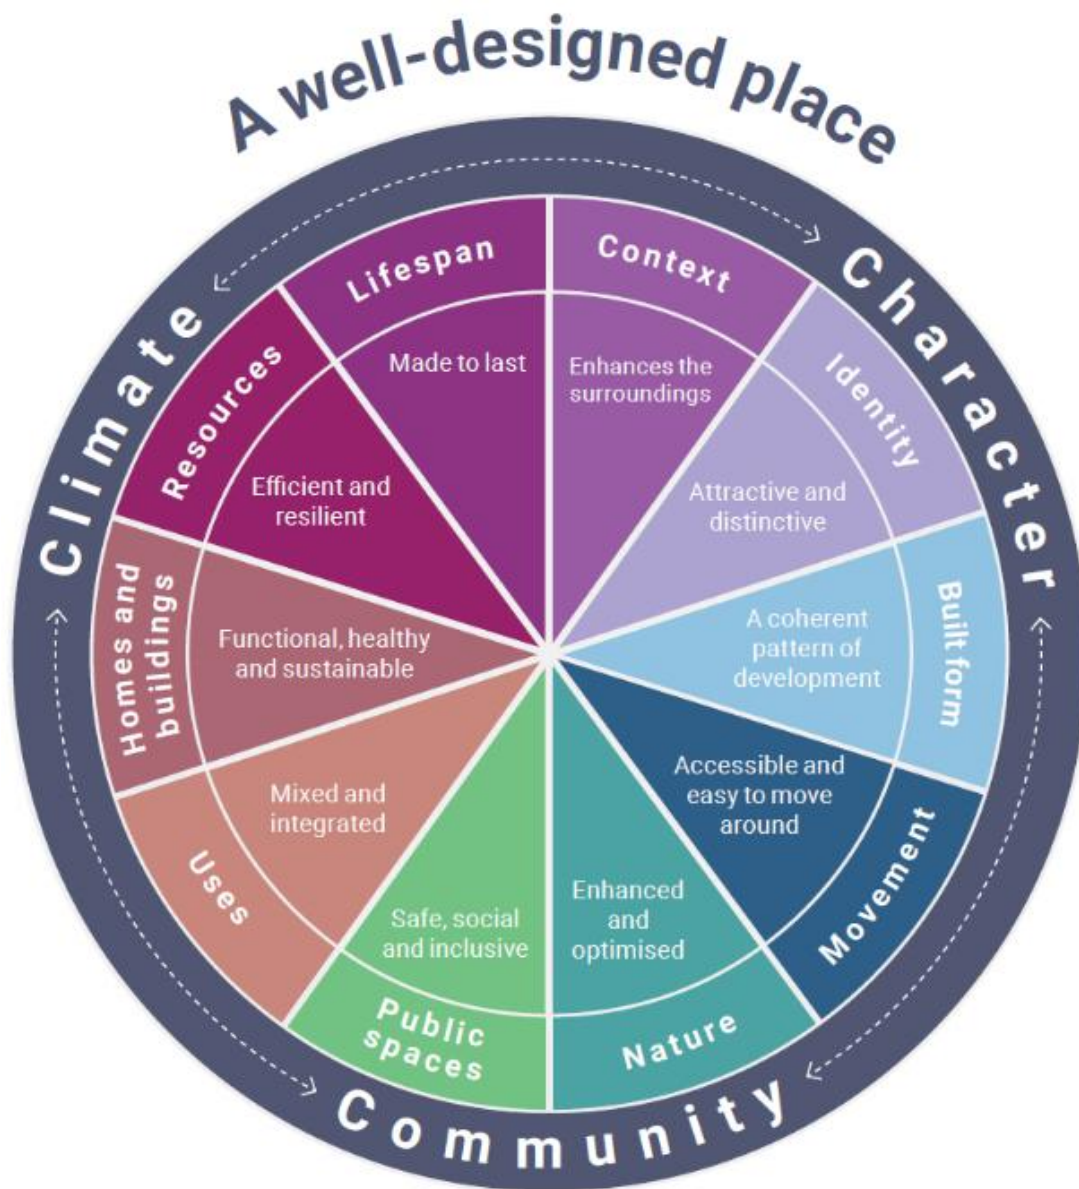 A well-designed place
Climate
Character
Community
Context
Enhances the
surroundings
Identity
Attractive and
distinctive
Built form
A coherent
pattern of
development
Movement
Accessible and
easy to move
around
Nature
Enhanced
and
optimised
Public
spaces
Safe, social
and inclusive
Uses
Mixed and
integrated
Homes and
buildings
Functional, healthy
and sustainable
Resources
Efficient and
resilient
Lifespan
Made to last